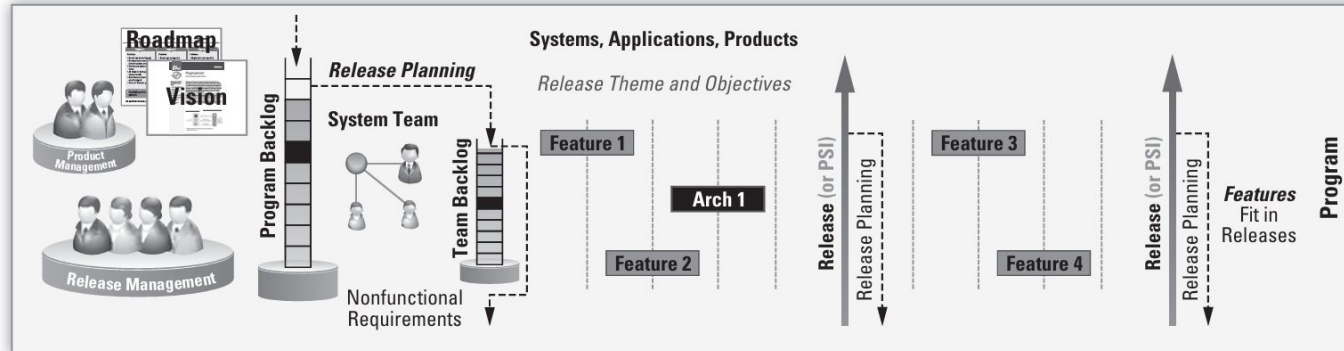 Roadmap
Vision
Product
Management
Release Management
Program Backlog
Release Planning
System Team
Team Backlog
Nonfunctional
Requirements
Systems, Applications, Products
Release Theme and Objectives
Feature 1
Arch 1
Feature 2
Release (or PSI)
Release Planning
Feature 3
Feature 4
Release (or PSI)
Release Planning
Features
Fit in
Releases
Program